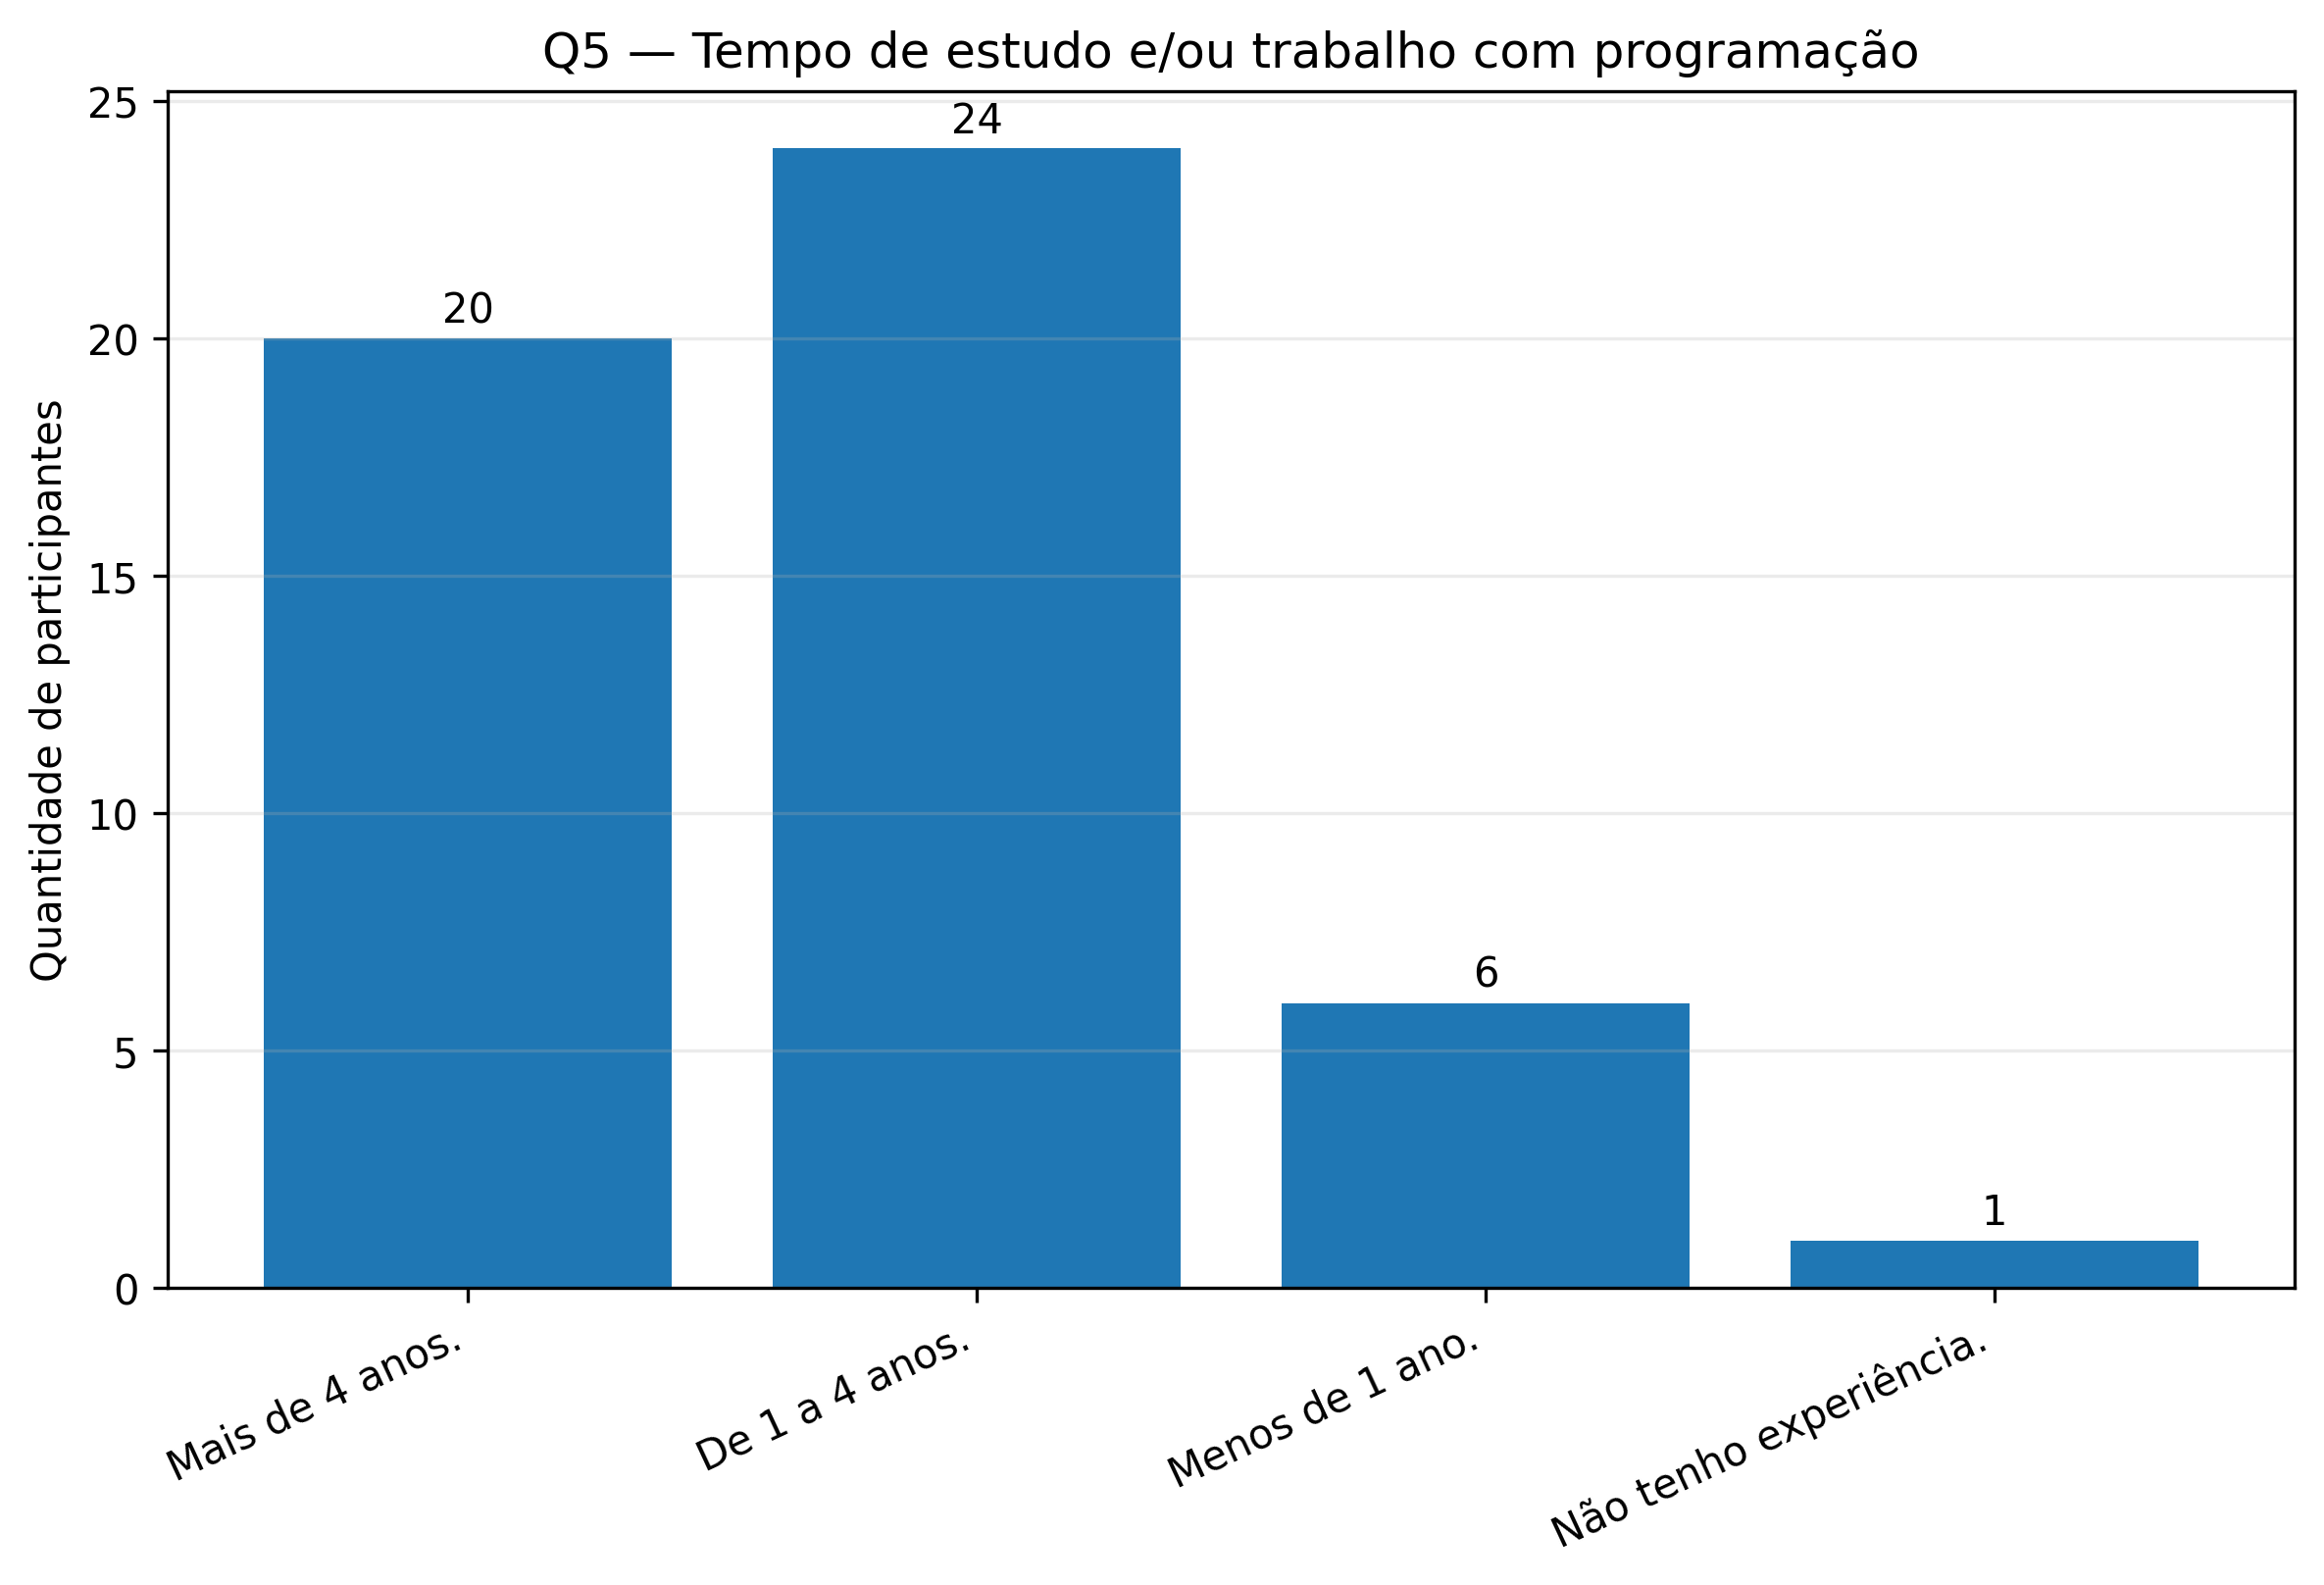 Q5 — Tempo de estudo e/ou trabalho com programação
Quantidade de participantes
25
20
15
10
5
0
20
24
6
1
Mais de 4 anos.
De 1 a 4 anos.
Menos de 1 ano.
Não tenho experiência.